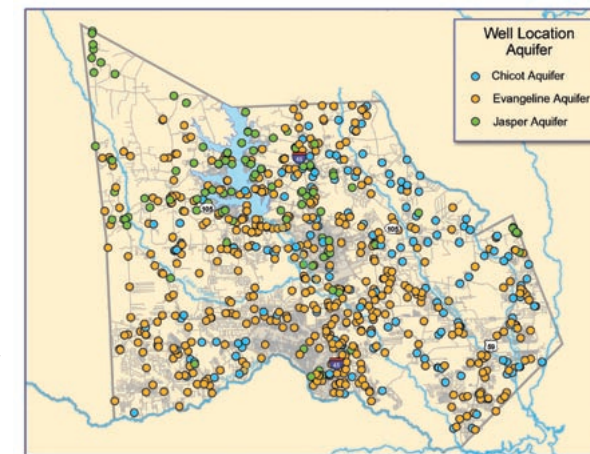 Well Location
Aquifer
Chicot Aquifer
Evangeline Aquifer
Jasper Aquifer
105
105
59